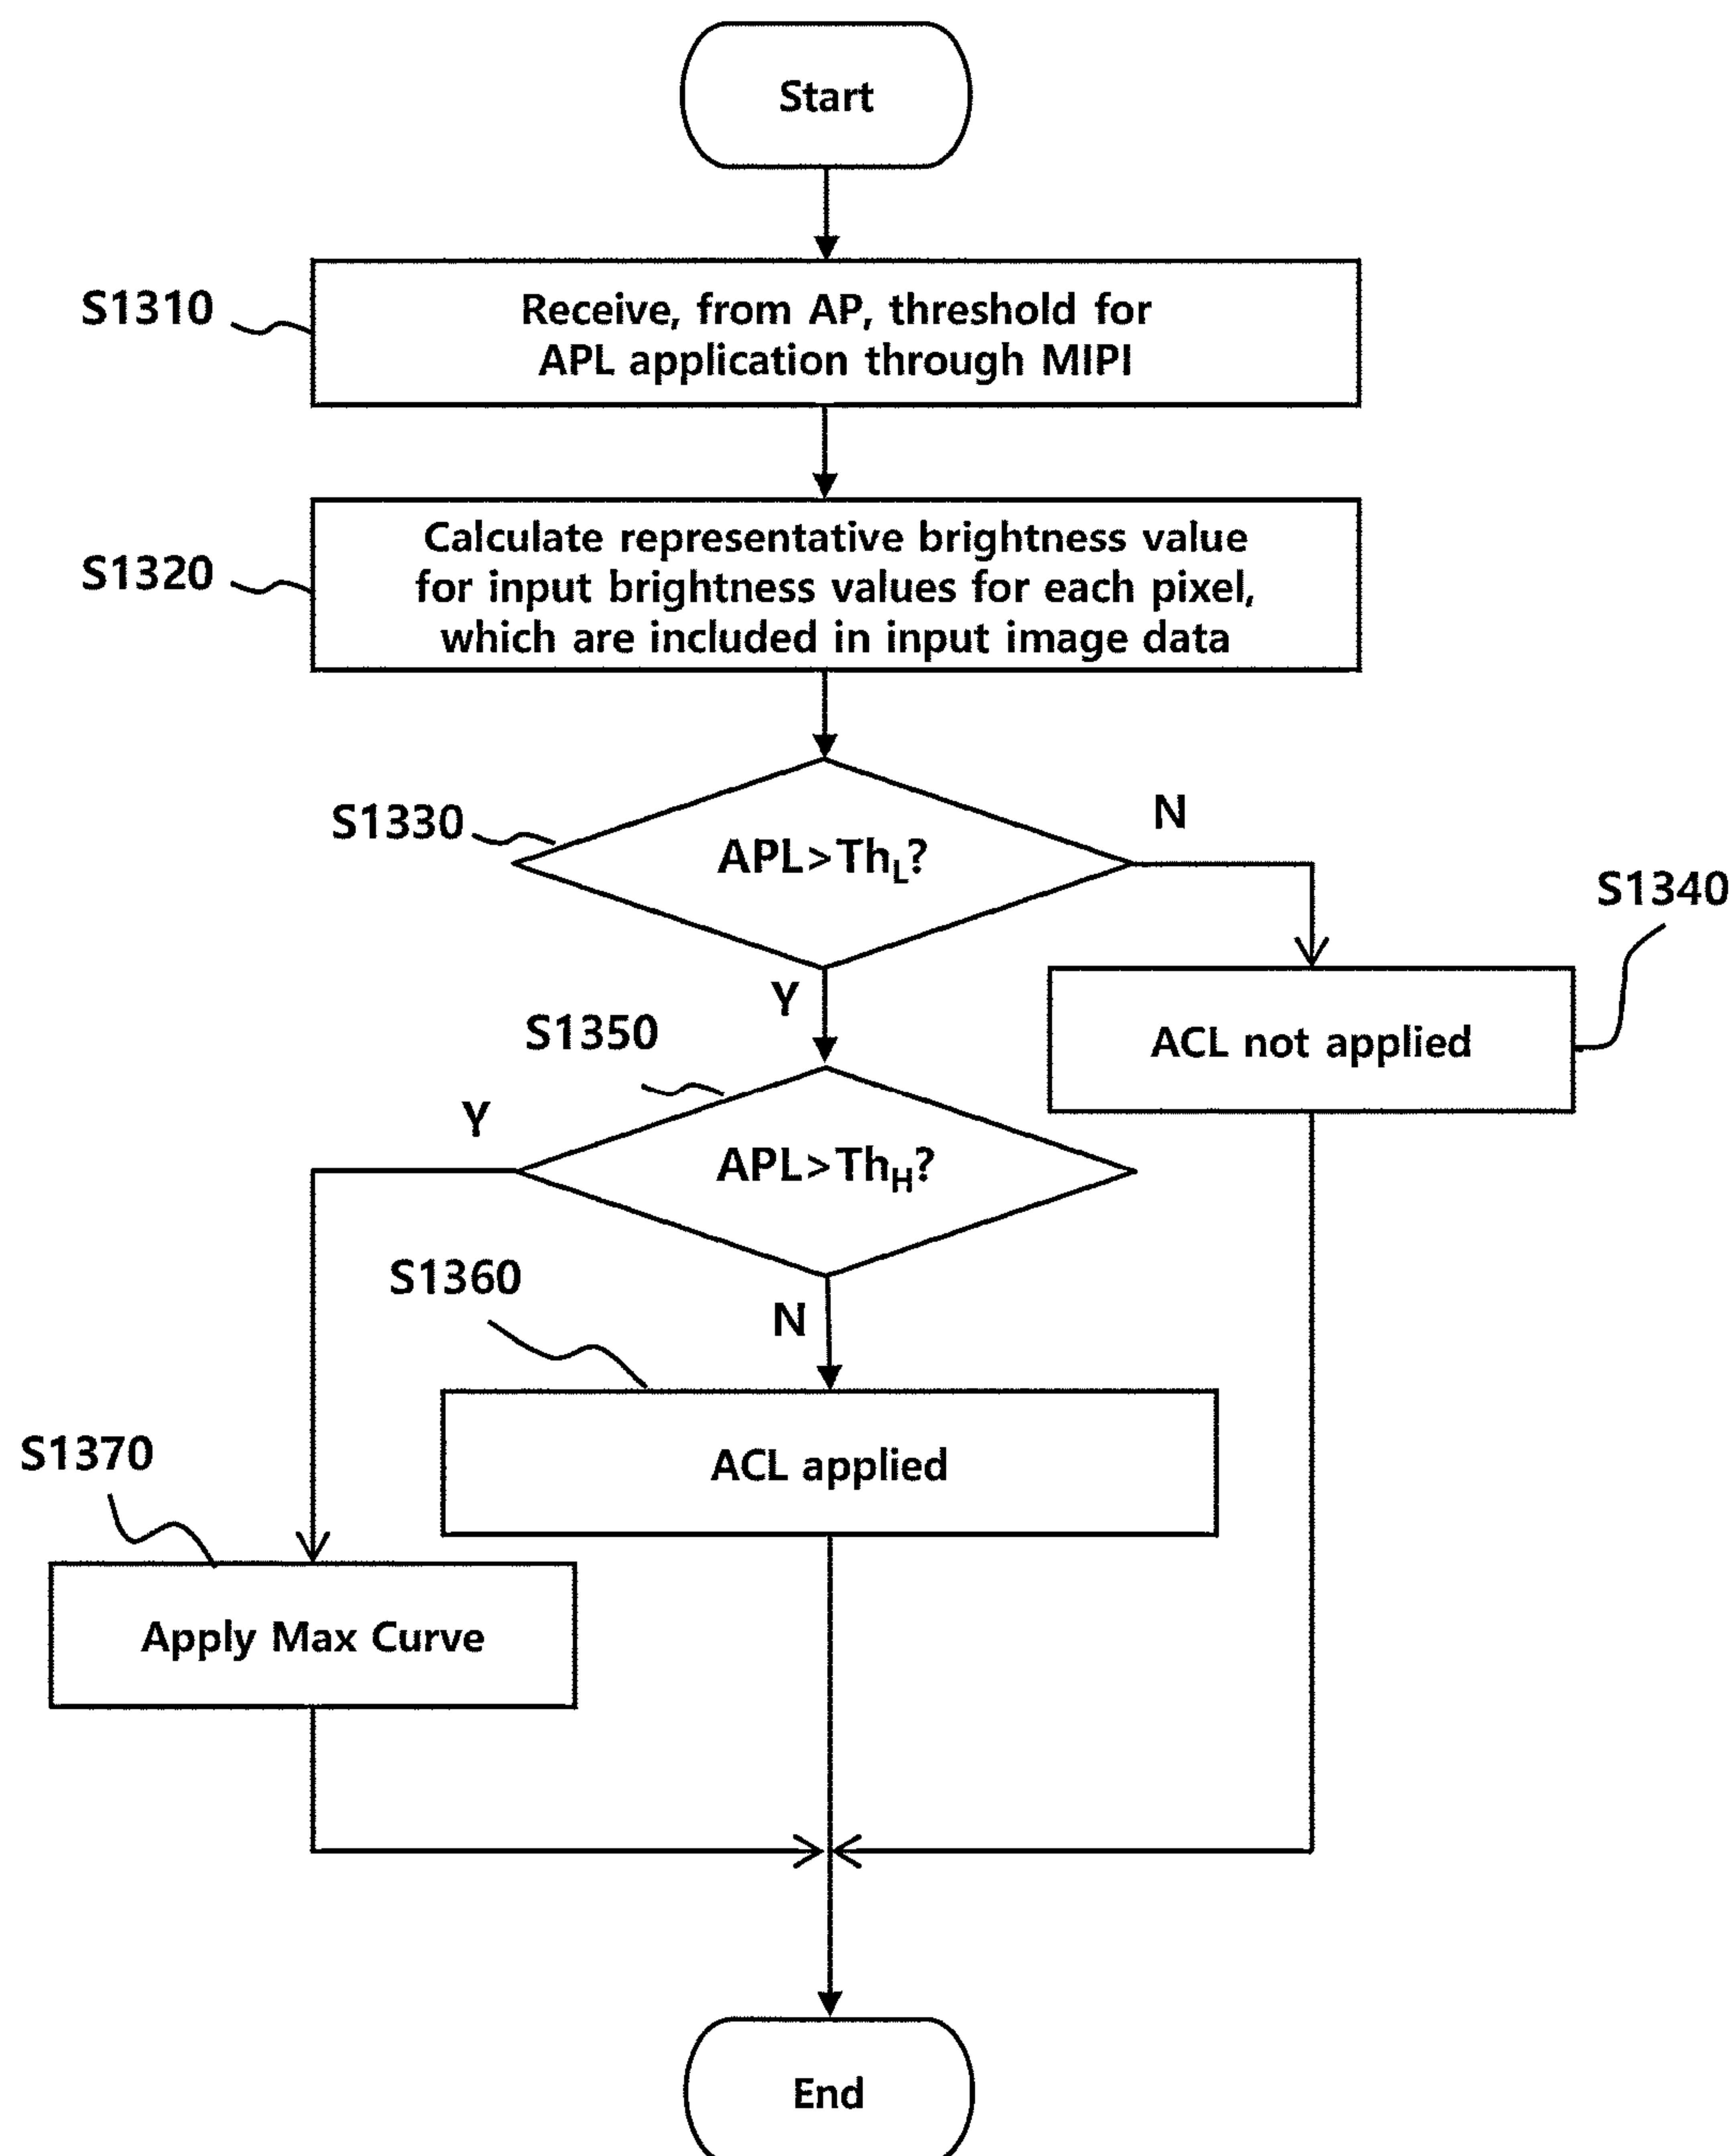 Start
S1310
Receive, from AP, threshold for
APL application through MIPI
S1320
Calculate representative brightness value
for input brightness values for each pixel,
which are included in input image data
S1330
APL>ThL?
N
S1340
ACL not applied
Y
S1350
APL>ThH?
Y
S1360
N
ACL applied
S1370
Apply Max Curve
End